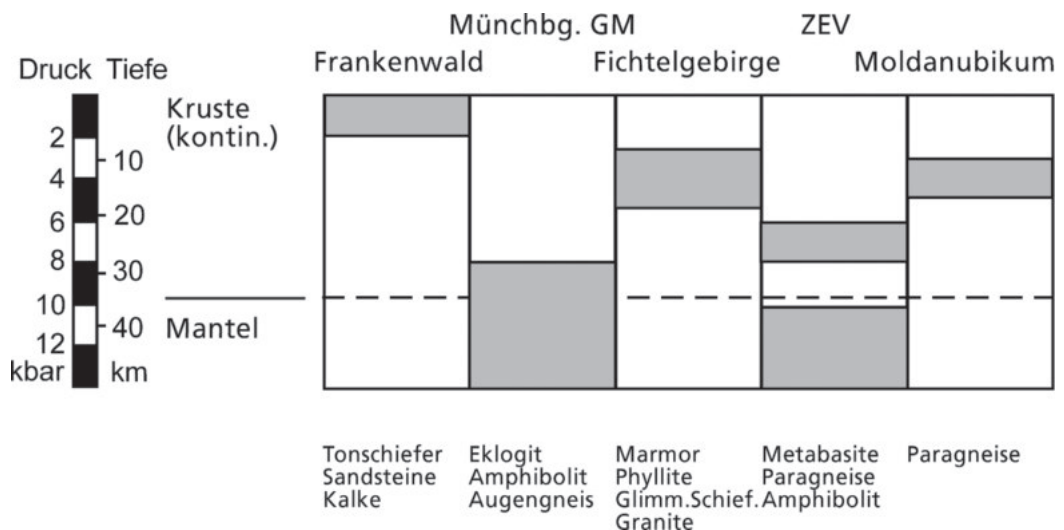 Münchbg. GM ZEV
Druck Tiefe Frankenwald Fichtelgebirge Moldanubikum
Kruste
(kontin.)
2
10
4
20
6
8
30
10
Mantel
40
12
kbar km
Tonschiefer Eklogit Marmor Metabasite Paragneise
Sandsteine Amphibolit Phyllite Paragneise
Kalke Augengneis Glimm.Schief. Amphibolit
Granite